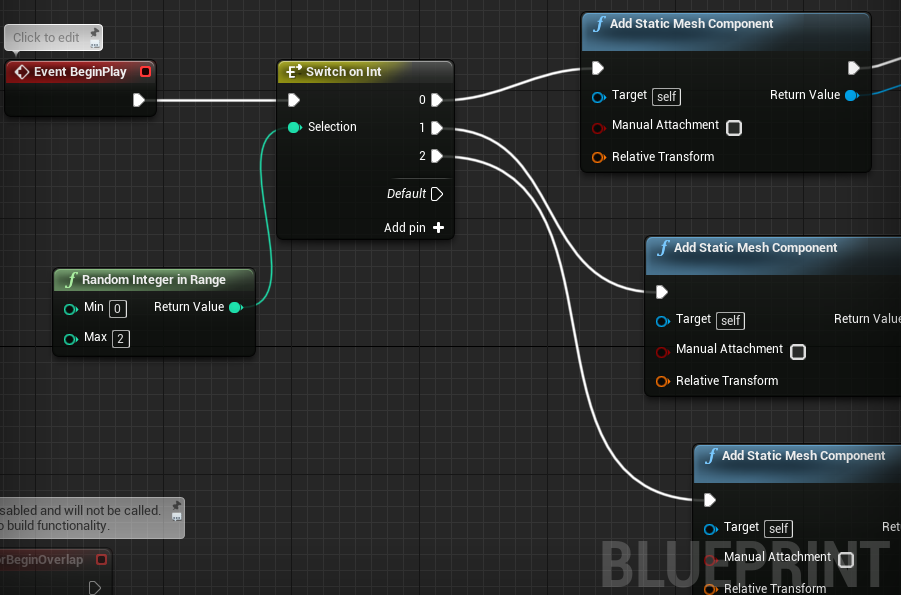 Click to edit
Event BeginPlay
Switch on Int
0
Selection
1
2
Default
Add pin
Random Integer in Range
Min 0
Return Value
Max 2
Add Static Mesh Component
Target self
Return Value
Manual Attachment
Relative Transform
Add Static Mesh Component
Target self
Return Value
Manual Attachment
Relative Transform
Add Static Mesh Component
Target self
Ret
Manual Attachment
Relative Transform
sabled and will not be called.
o build functionality.
orBeginOverlap
BLUEPRINT